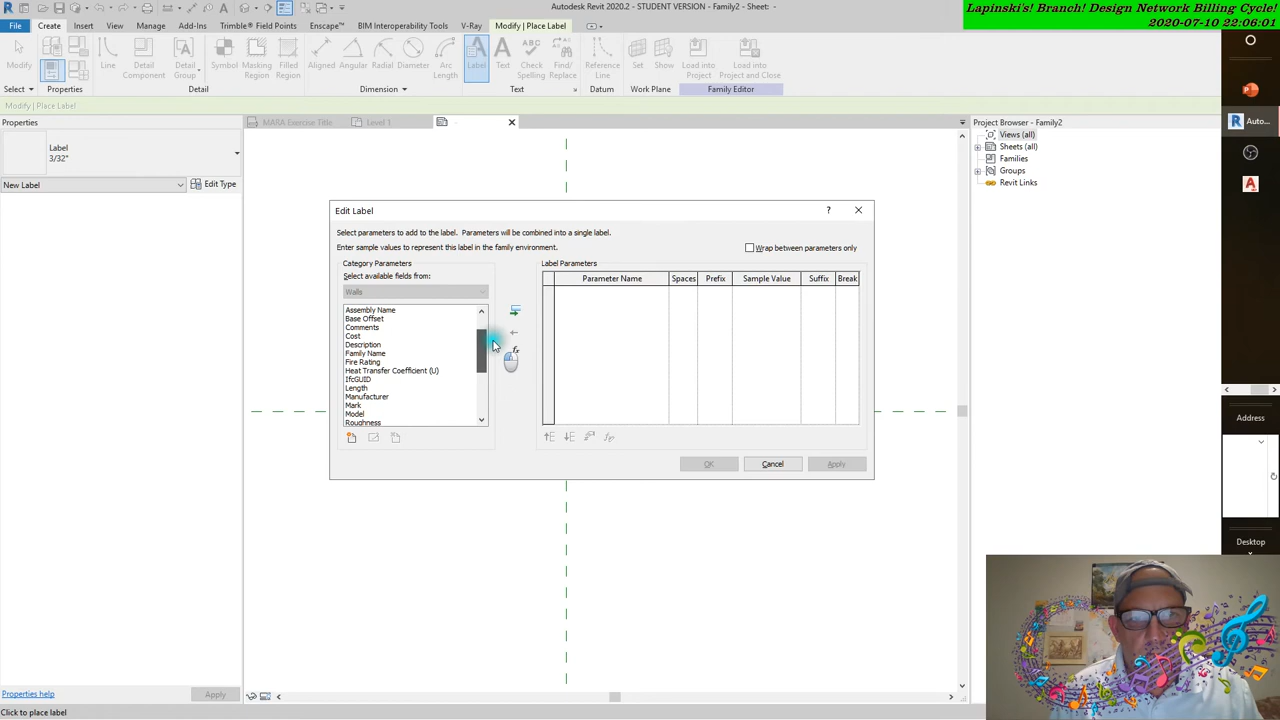 Autodesk Revit 2020.2 - STUDENT VERSION - Family2 - Sheet:
Lapinski's! Branch! Design Network Billing Cycle!
2020-07-10 22:06:01
File Create Insert View Manage Add-Ins Trimble® Field Points Enscape™ BIM Interoperability Tools V-Ray Modify | Place Label
Modify
Line
Detail Component
Detail Group
Symbol
Masking Region
Filled Region
Aligned
Angular
Radial
Diameter
Arc Length
Label
Text
Check Spelling
Find/ Replace
Reference Line
Set
Show
Load into Project
Load into Project and Close
Select Properties Detail Dimension Text Datum Work Plane Family Editor
Modify | Place Label
Properties
MARA Exercise Title
Level 1
Project Browser - Family2
Label
3/32"
New Label
Edit Type
Views (all)
Sheets (all)
Families
Groups
Revit Links
Auto...
Edit Label
Select parameters to add to the label. Parameters will be combined into a single label.
Enter sample values to represent this label in the family environment.
Wrap between parameters only
Category Parameters
Select available fields from:
Walls
Assembly Name
Base Offset
Comments
Cost
Description
Family Name
Fire Rating
Heat Transfer Coefficient (U)
IfcGUID
Length
Manufacturer
Mark
Model
Roughness
Label Parameters
Parameter Name Spaces Prefix Sample Value Suffix Break
OK Cancel Apply
Address
Desktop
Properties help
Apply
Click to place label